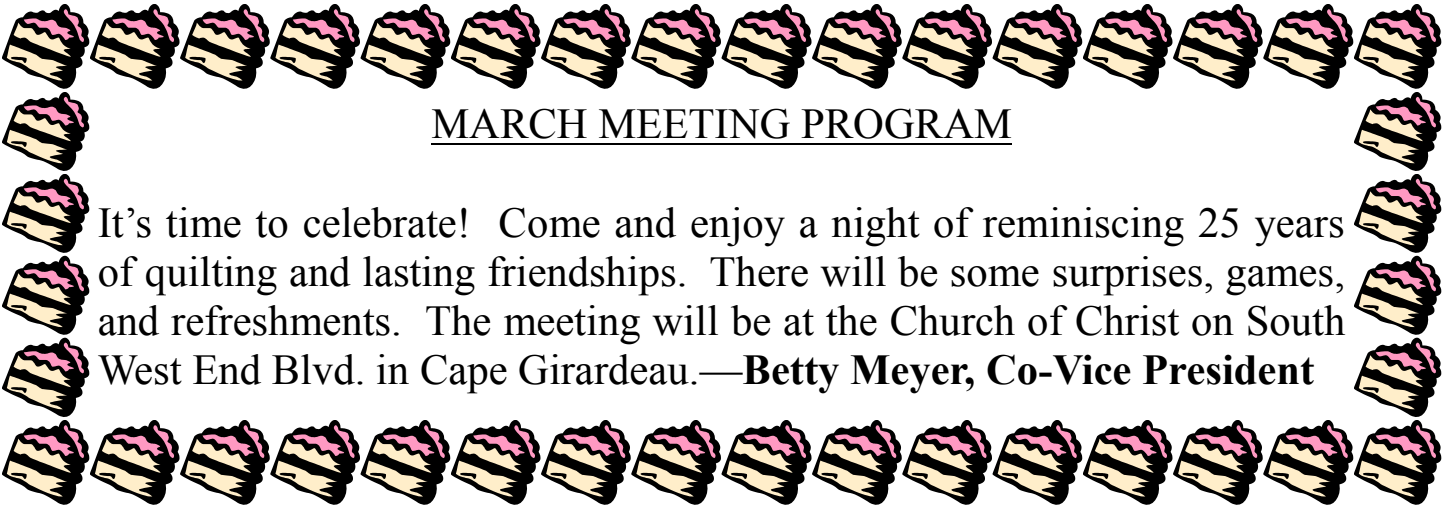 MARCH MEETING PROGRAM
It’s time to celebrate!  Come and enjoy a night of reminiscing 25 years
of quilting and lasting friendships.  There will be some surprises, games,
and refreshments.  The meeting will be at the Church of Christ on South
West End Blvd. in Cape Girardeau.—Betty Meyer, Co-Vice President